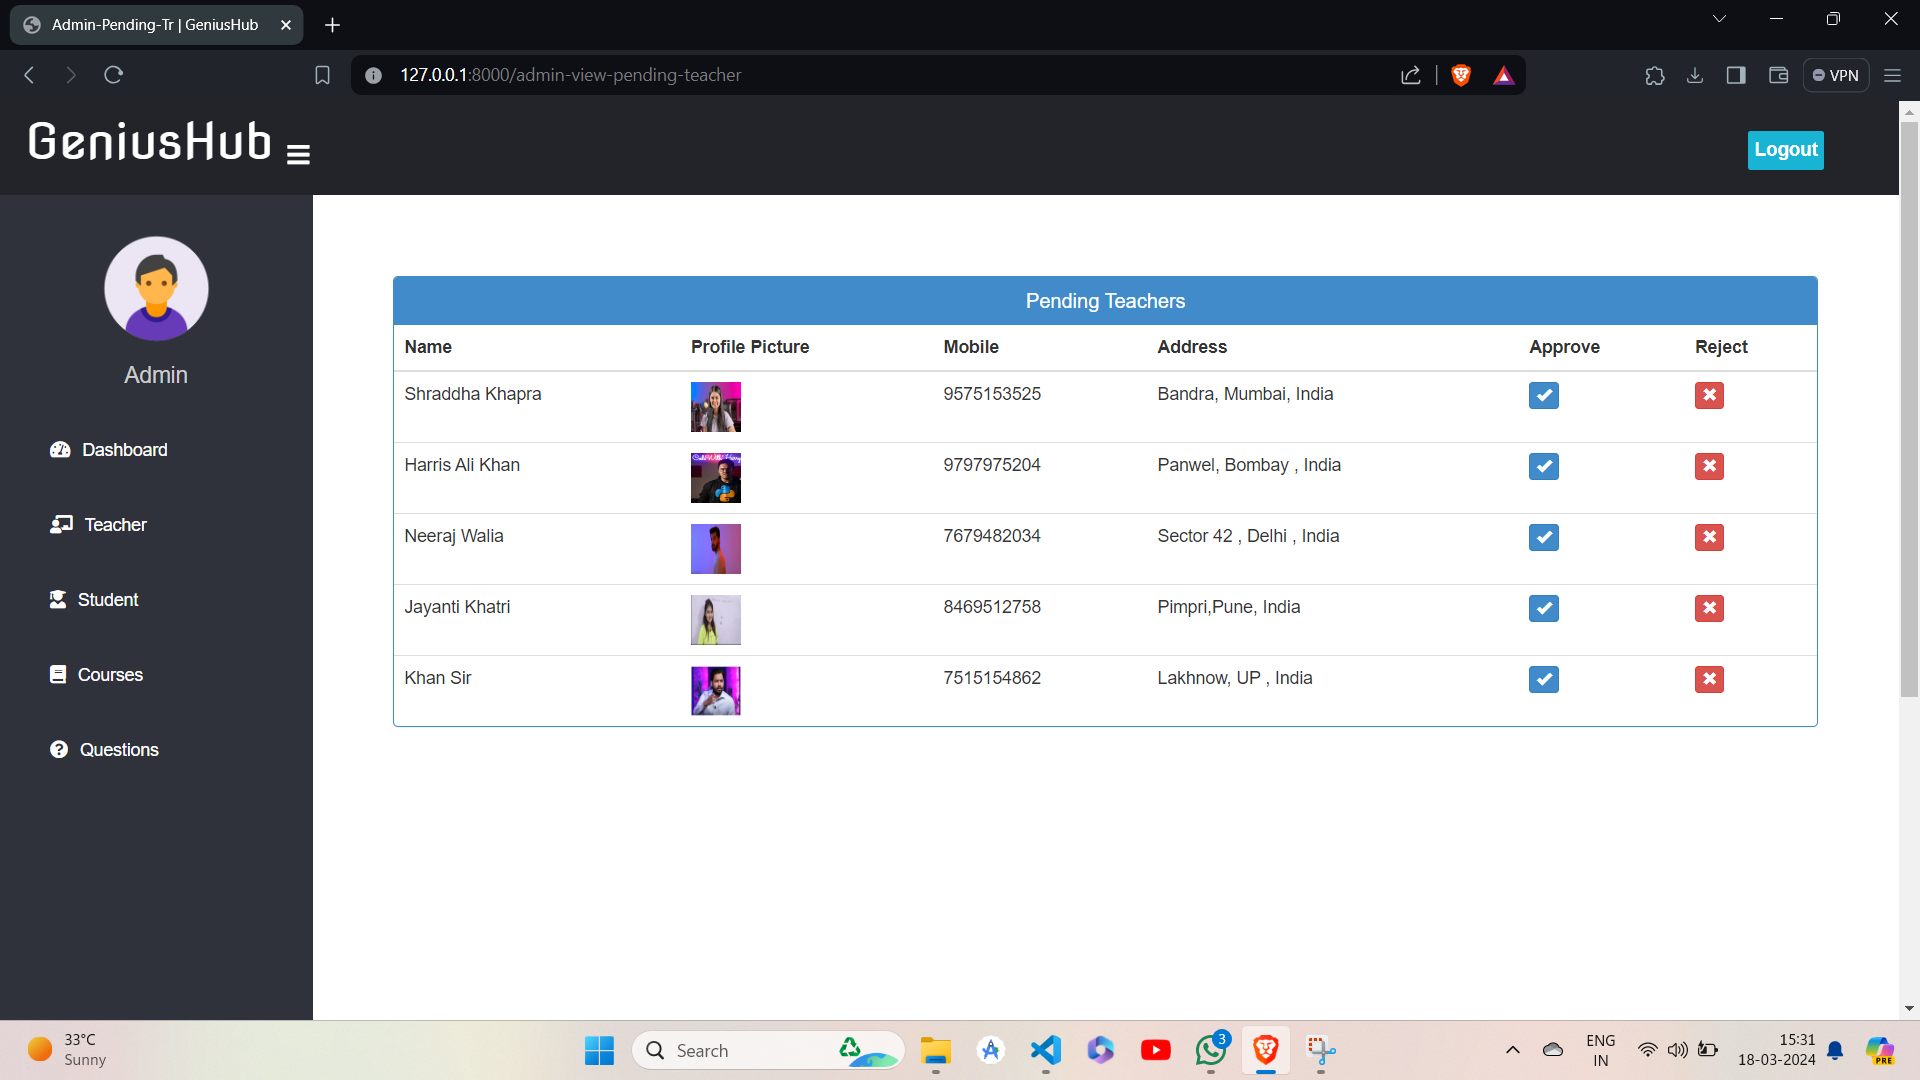 Admin-Pending-Tr | GeniusHub
127.0.0.1:8000/admin-view-pending-teacher
VPN
GeniusHub
Logout
Admin
Dashboard
Teacher
Student
Courses
Questions
Pending Teachers
Name Profile Picture Mobile Address Approve Reject
Shraddha Khapra 9575153525 Bandra, Mumbai, India
Harris Ali Khan 9797975204 Panwel, Bombay , India
Neeraj Walia 7679482034 Sector 42 , Delhi , India
Jayanti Khatri 8469512758 Pimpri,Pune, India
Khan Sir 7515154862 Lakhnow, UP , India
33°C
Sunny
Search
3
ENG
IN
15:31
18-03-2024
PRE